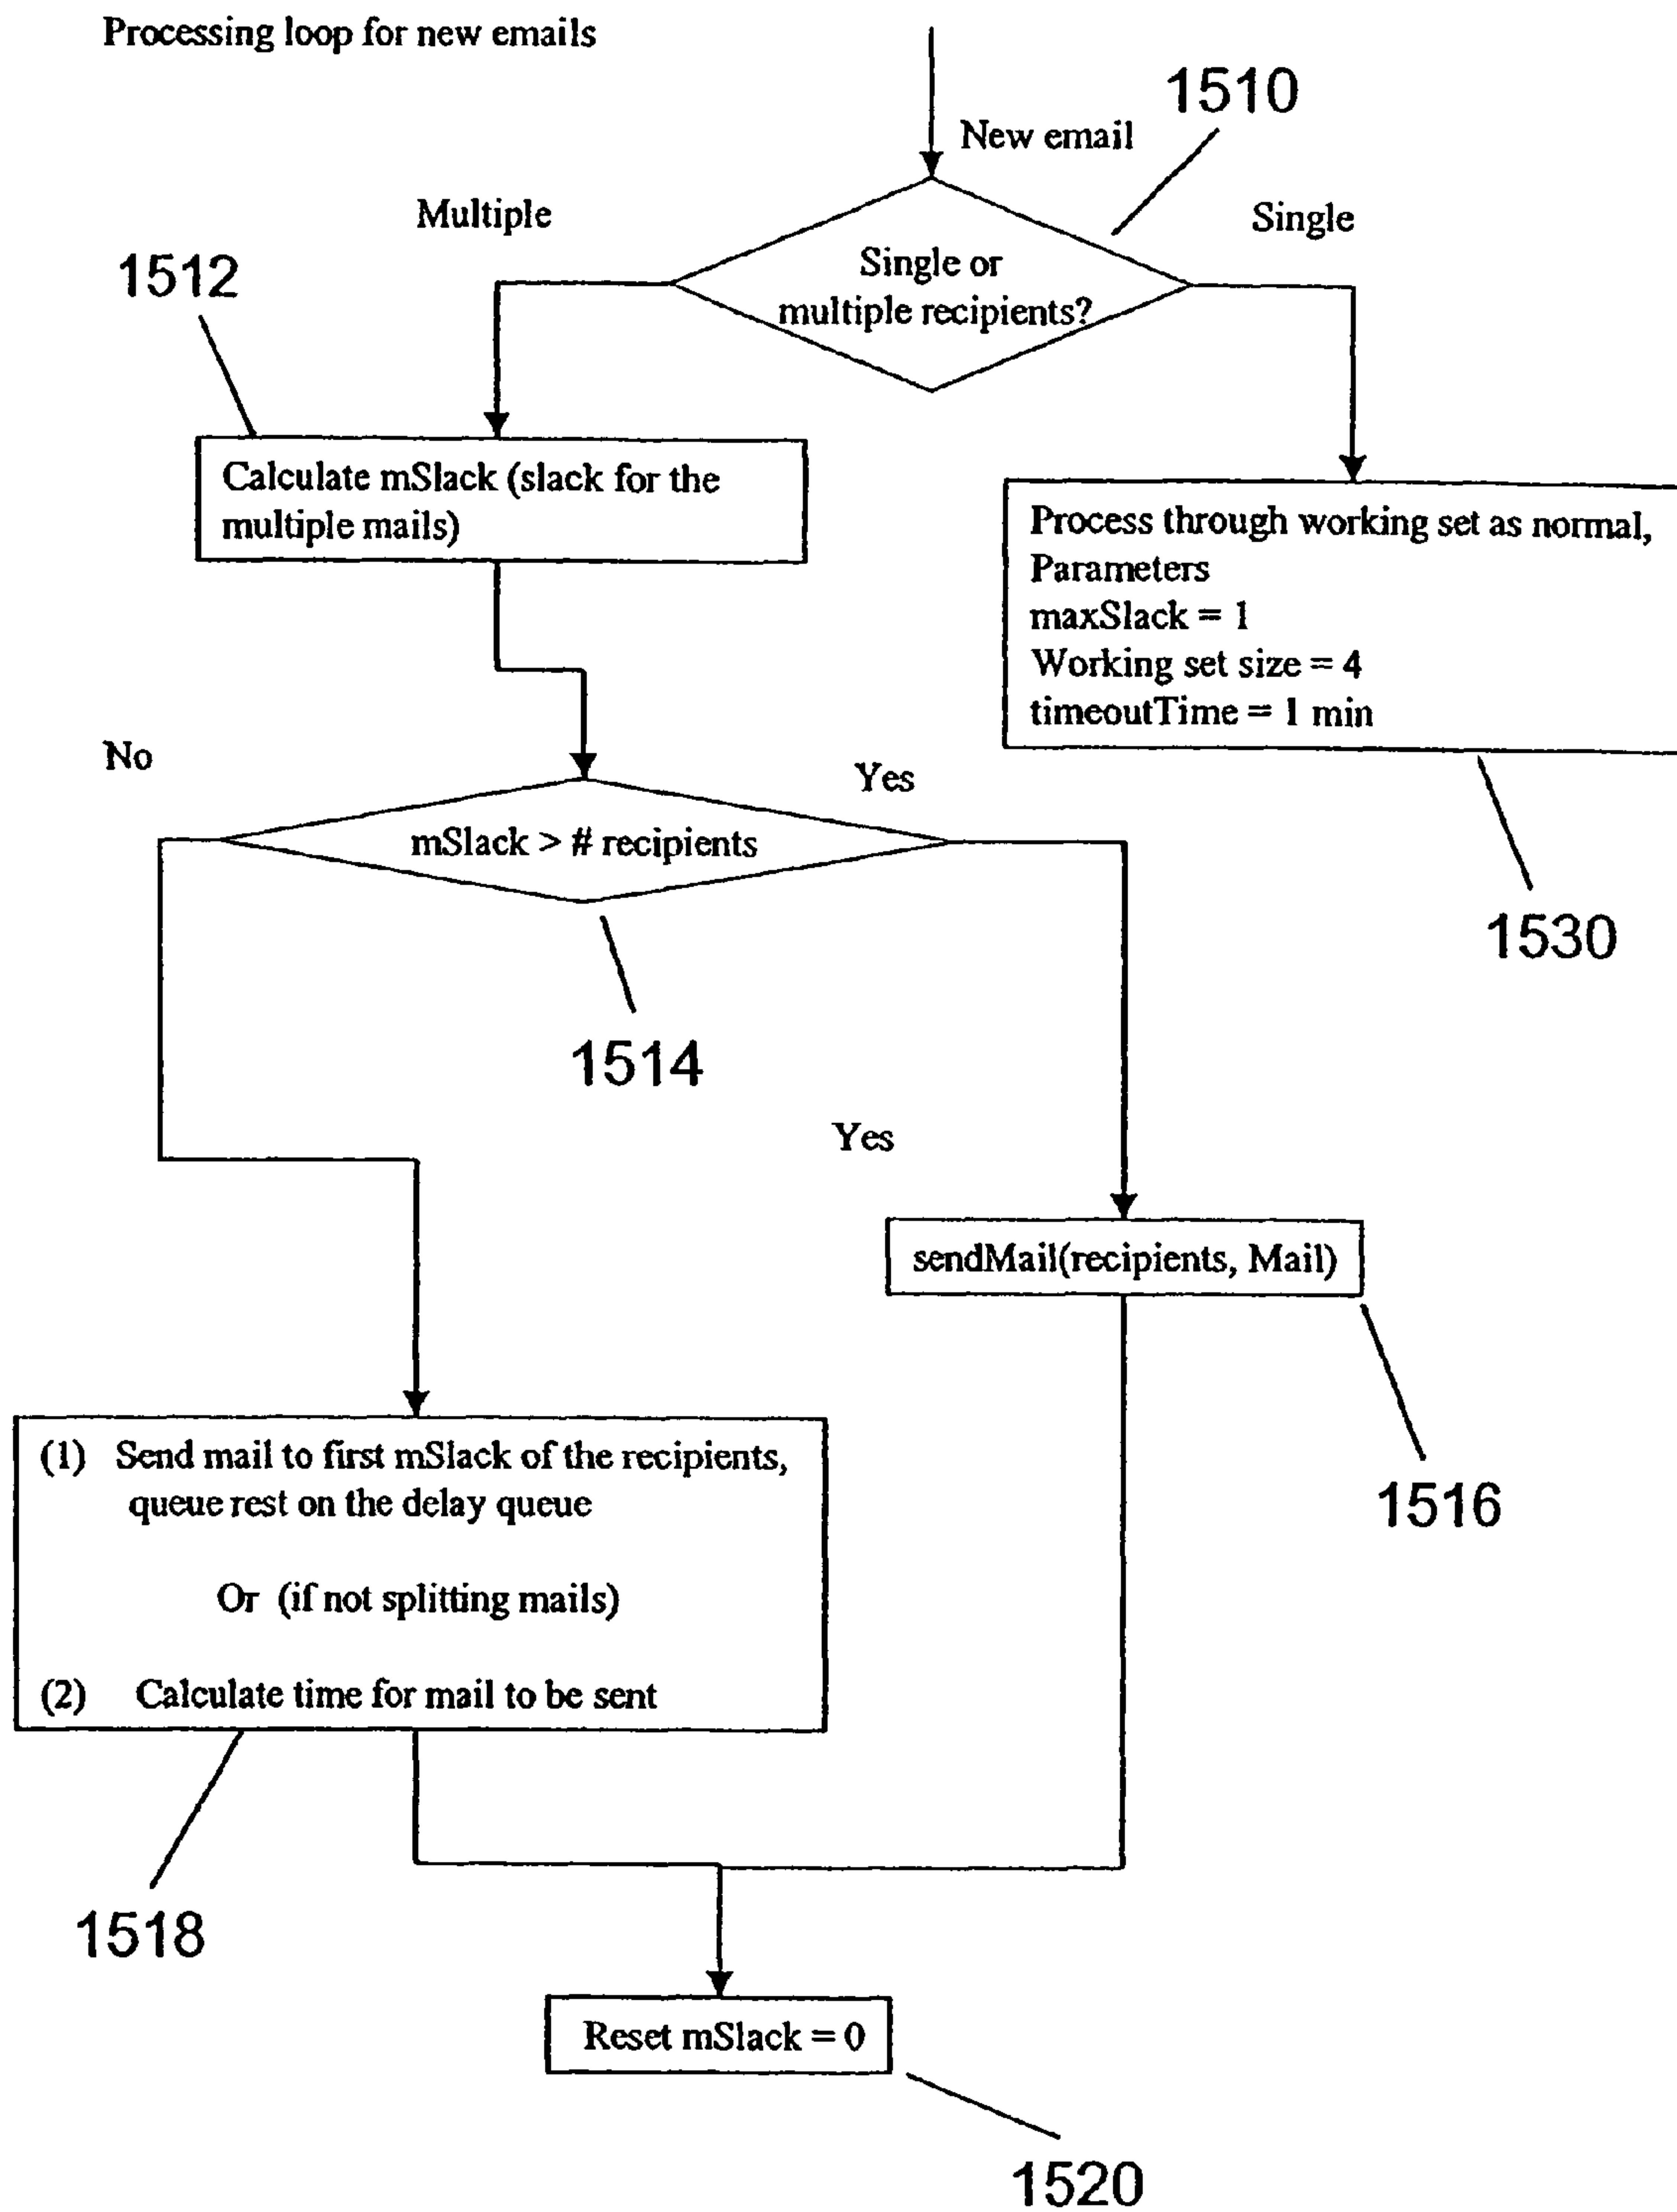 Processing loop for new emails
1510
New email
Multiple
Single
1512
Single or
multiple recipients?
Calculate mSlack (slack for the
multiple mails)
Process through working set as normal,
Parameters
maxSlack = 1
Working set size = 4
timeoutTime = 1 min
No
Yes
mSlack > # recipients
1530
1514
Yes
sendMail(recipients, Mail)
(1) Send mail to first mSlack of the recipients,
queue rest on the delay queue
1516
Or (if not splitting mails)
(2) Calculate time for mail to be sent
1518
Reset mSlack = 0
1520